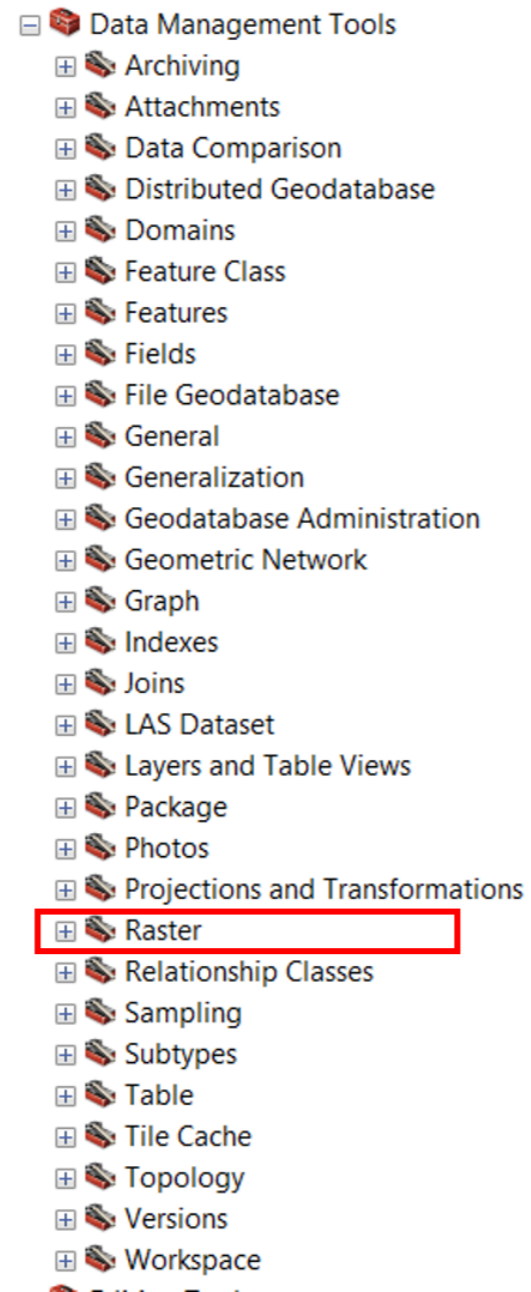 Data Management Tools
Archiving
Attachments
Data Comparison
Distributed Geodatabase
Domains
Feature Class
Features
Fields
File Geodatabase
General
Generalization
Geodatabase Administration
Geometric Network
Graph
Indexes
Joins
LAS Dataset
Layers and Table Views
Package
Photos
Projections and Transformations
Raster
Relationship Classes
Sampling
Subtypes
Table
Tile Cache
Topology
Versions
Workspace